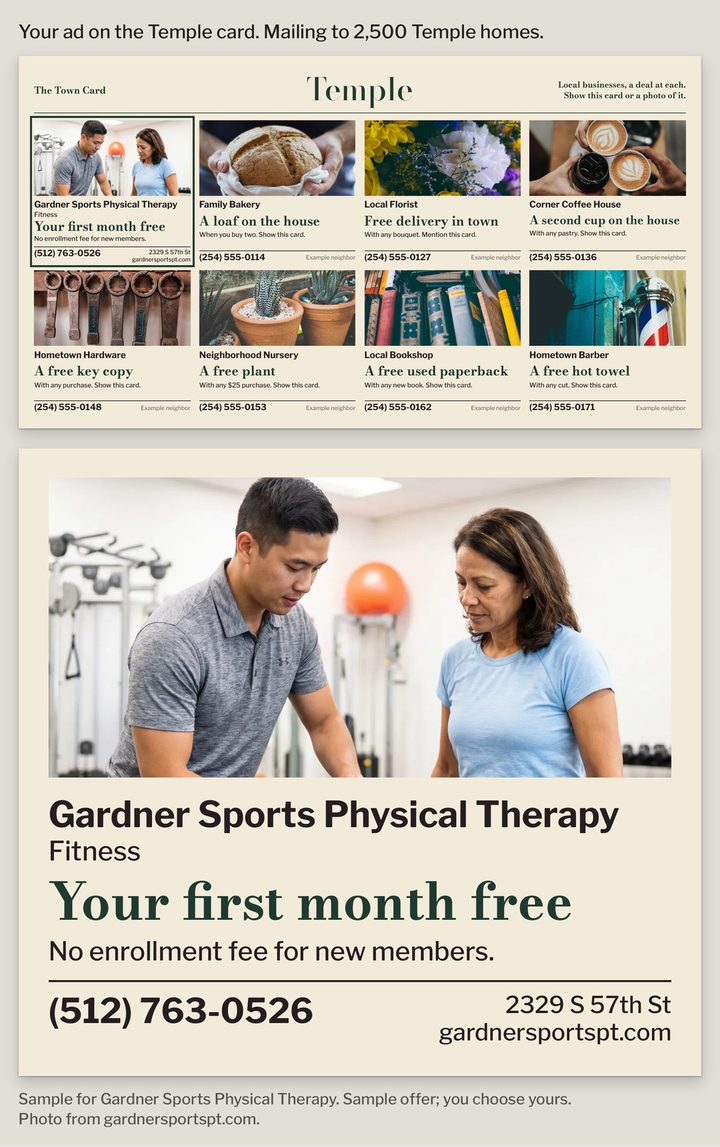 Your ad on the Temple card. Mailing to 2,500 Temple homes.
The Town Card
Temple
Local businesses, a deal at each.
Show this card or a photo of it.
Gardner Sports Physical Therapy
Fitness
Your first month free
No enrollment fee for new members.
(512) 763-0526
2329 S 57th St
gardnersportspt.com
Family Bakery
A loaf on the house
When you buy two. Show this card.
(254) 555-0114
Example neighbor
Local Florist
Free delivery in town
With any bouquet. Mention this card.
(254) 555-0127
Example neighbor
Corner Coffee House
A second cup on the house
With any pastry. Show this card.
(254) 555-0136
Example neighbor
Hometown Hardware
A free key copy
With any purchase. Show this card.
(254) 555-0148
Example neighbor
Neighborhood Nursery
A free plant
With any $25 purchase. Show this card.
(254) 555-0153
Example neighbor
Local Bookshop
A free used paperback
With any new book. Show this card.
(254) 555-0162
Example neighbor
Hometown Barber
A free hot towel
With any cut. Show this card.
(254) 555-0171
Example neighbor
Gardner Sports Physical Therapy
Fitness
Your first month free
No enrollment fee for new members.
(512) 763-0526
2329 S 57th St
gardnersportspt.com
Sample for Gardner Sports Physical Therapy. Sample offer; you choose yours.
Photo from gardnersportspt.com.